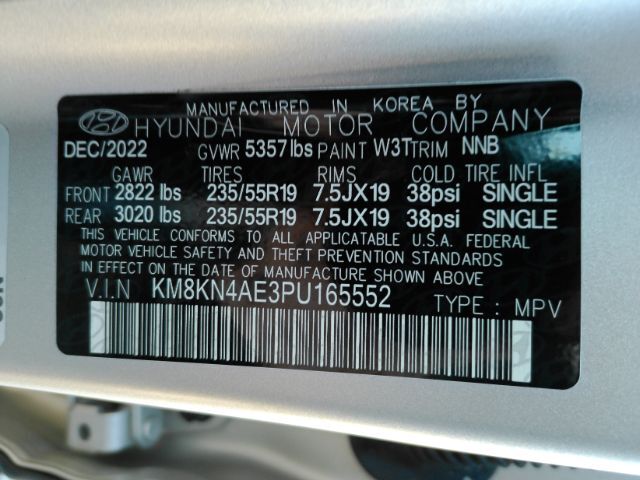 MANUFACTURED IN KOREA BY
HYUNDAI MOTOR COMPANY
DEC/2022 GVWR 5357 lbs PAINT W3T TRIM NNB
GAWR TIRES RIMS COLD TIRE INFL
FRONT 2822 lbs 235/55R19 7.5JX19 38psi SINGLE
REAR 3020 lbs 235/55R19 7.5JX19 38psi SINGLE
THIS VEHICLE CONFORMS TO ALL APPLICATABLE U.S.A. FEDERAL
MOTOR VEHICLE SAFETY AND THEFT PREVENTION STANDARDS
IN EFFECT ON THE DATE OF MANUFACTURE SHOWN ABOVE
V.I.N KM8KN4AE3PU165552 TYPE : MPV